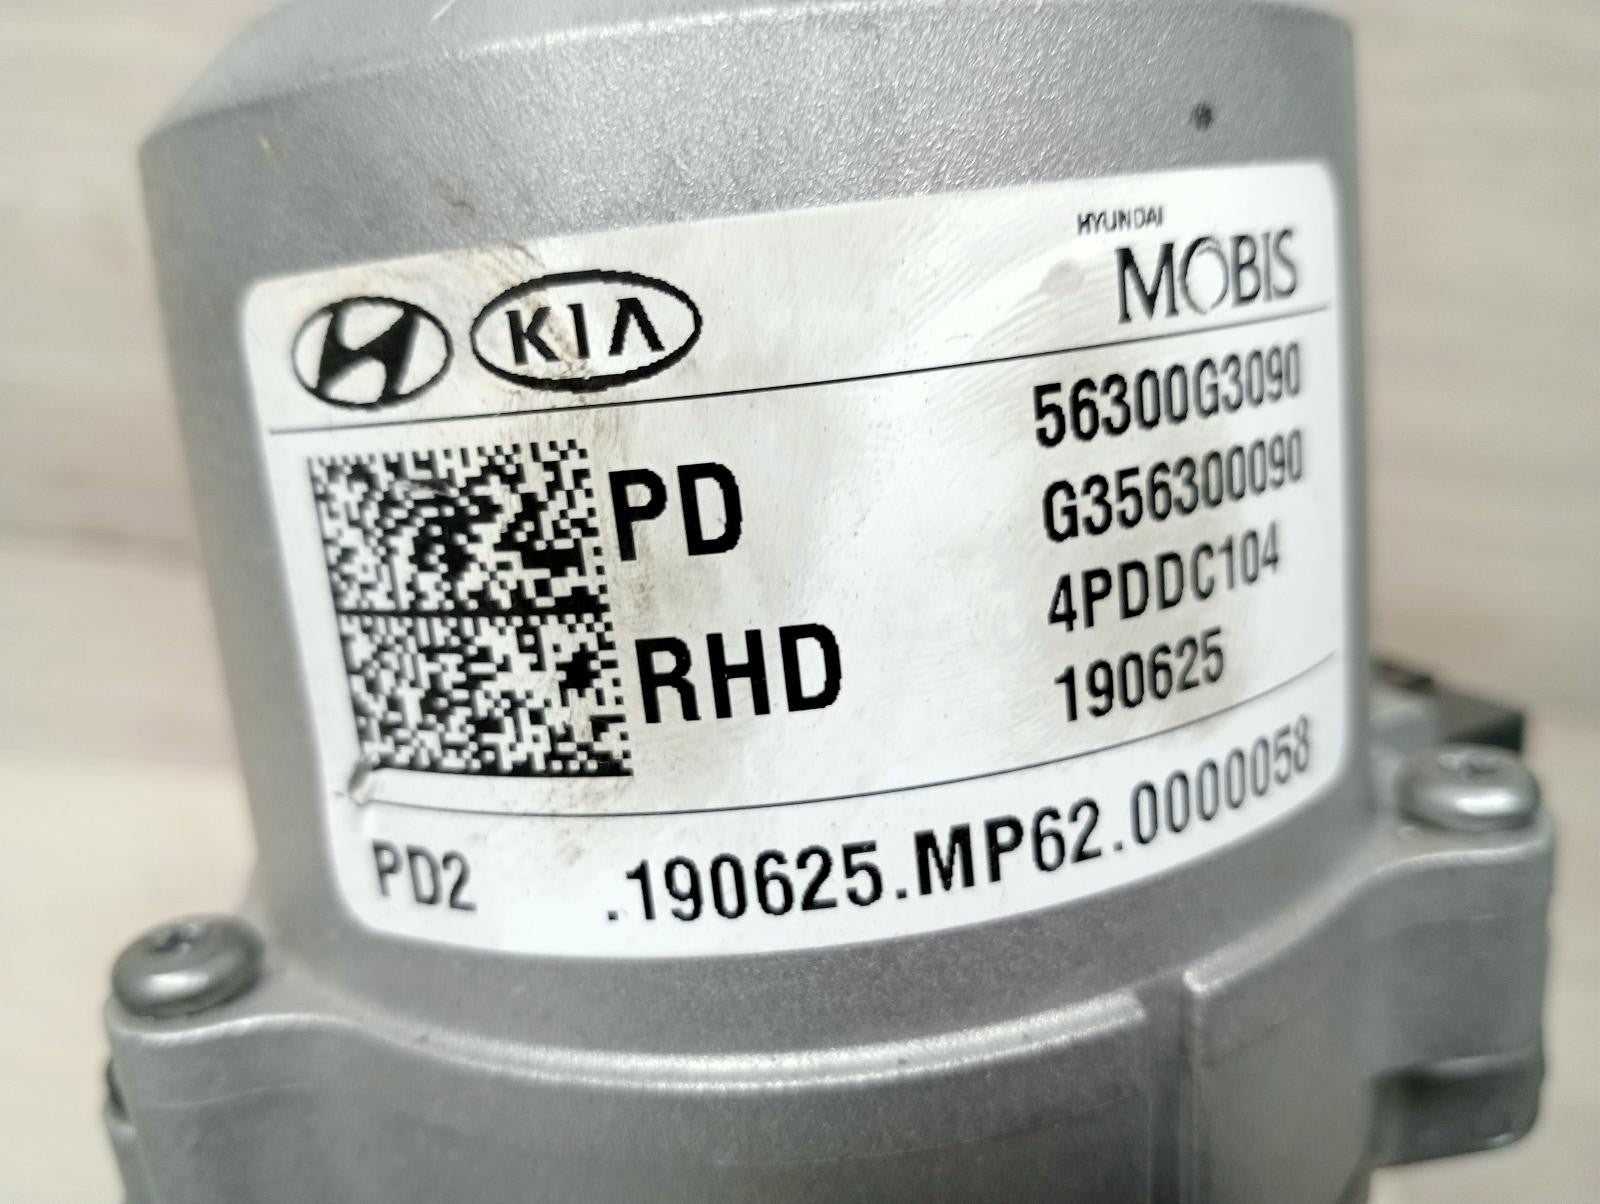 KIA
HYUNDAI
MOBIS
PD
RHD
56300G3090
G356300090
4PDDC104
190625
PD2 .190625.MP62.0000058